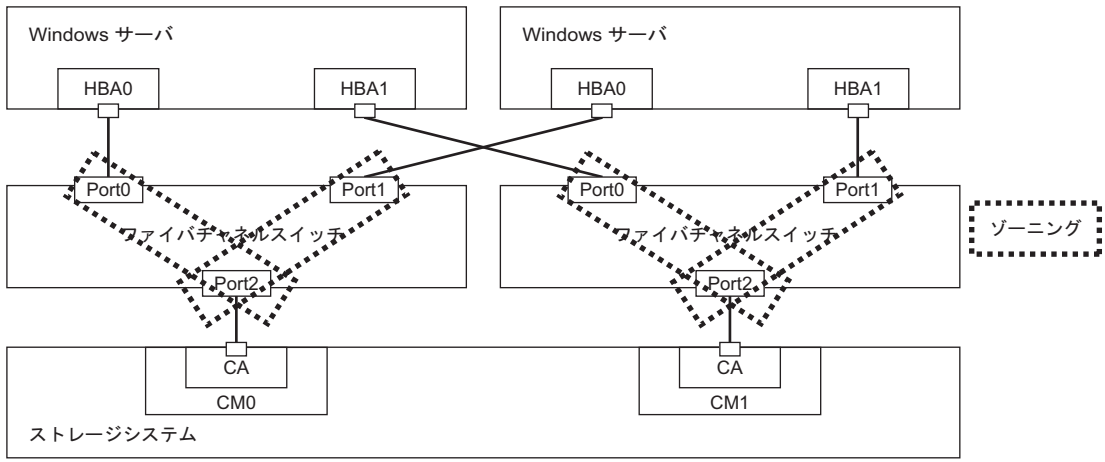 Windows サーバ
Windows サーバ
HBA0
HBA1
HBA0
HBA1
Port0
Port1
Port0
Port1
ファイバチャネルスイッチ
ファイバチャネルスイッチ
ゾーニング
Port2
Port2
CA
CA
CM0
CM1
ストレージシステム